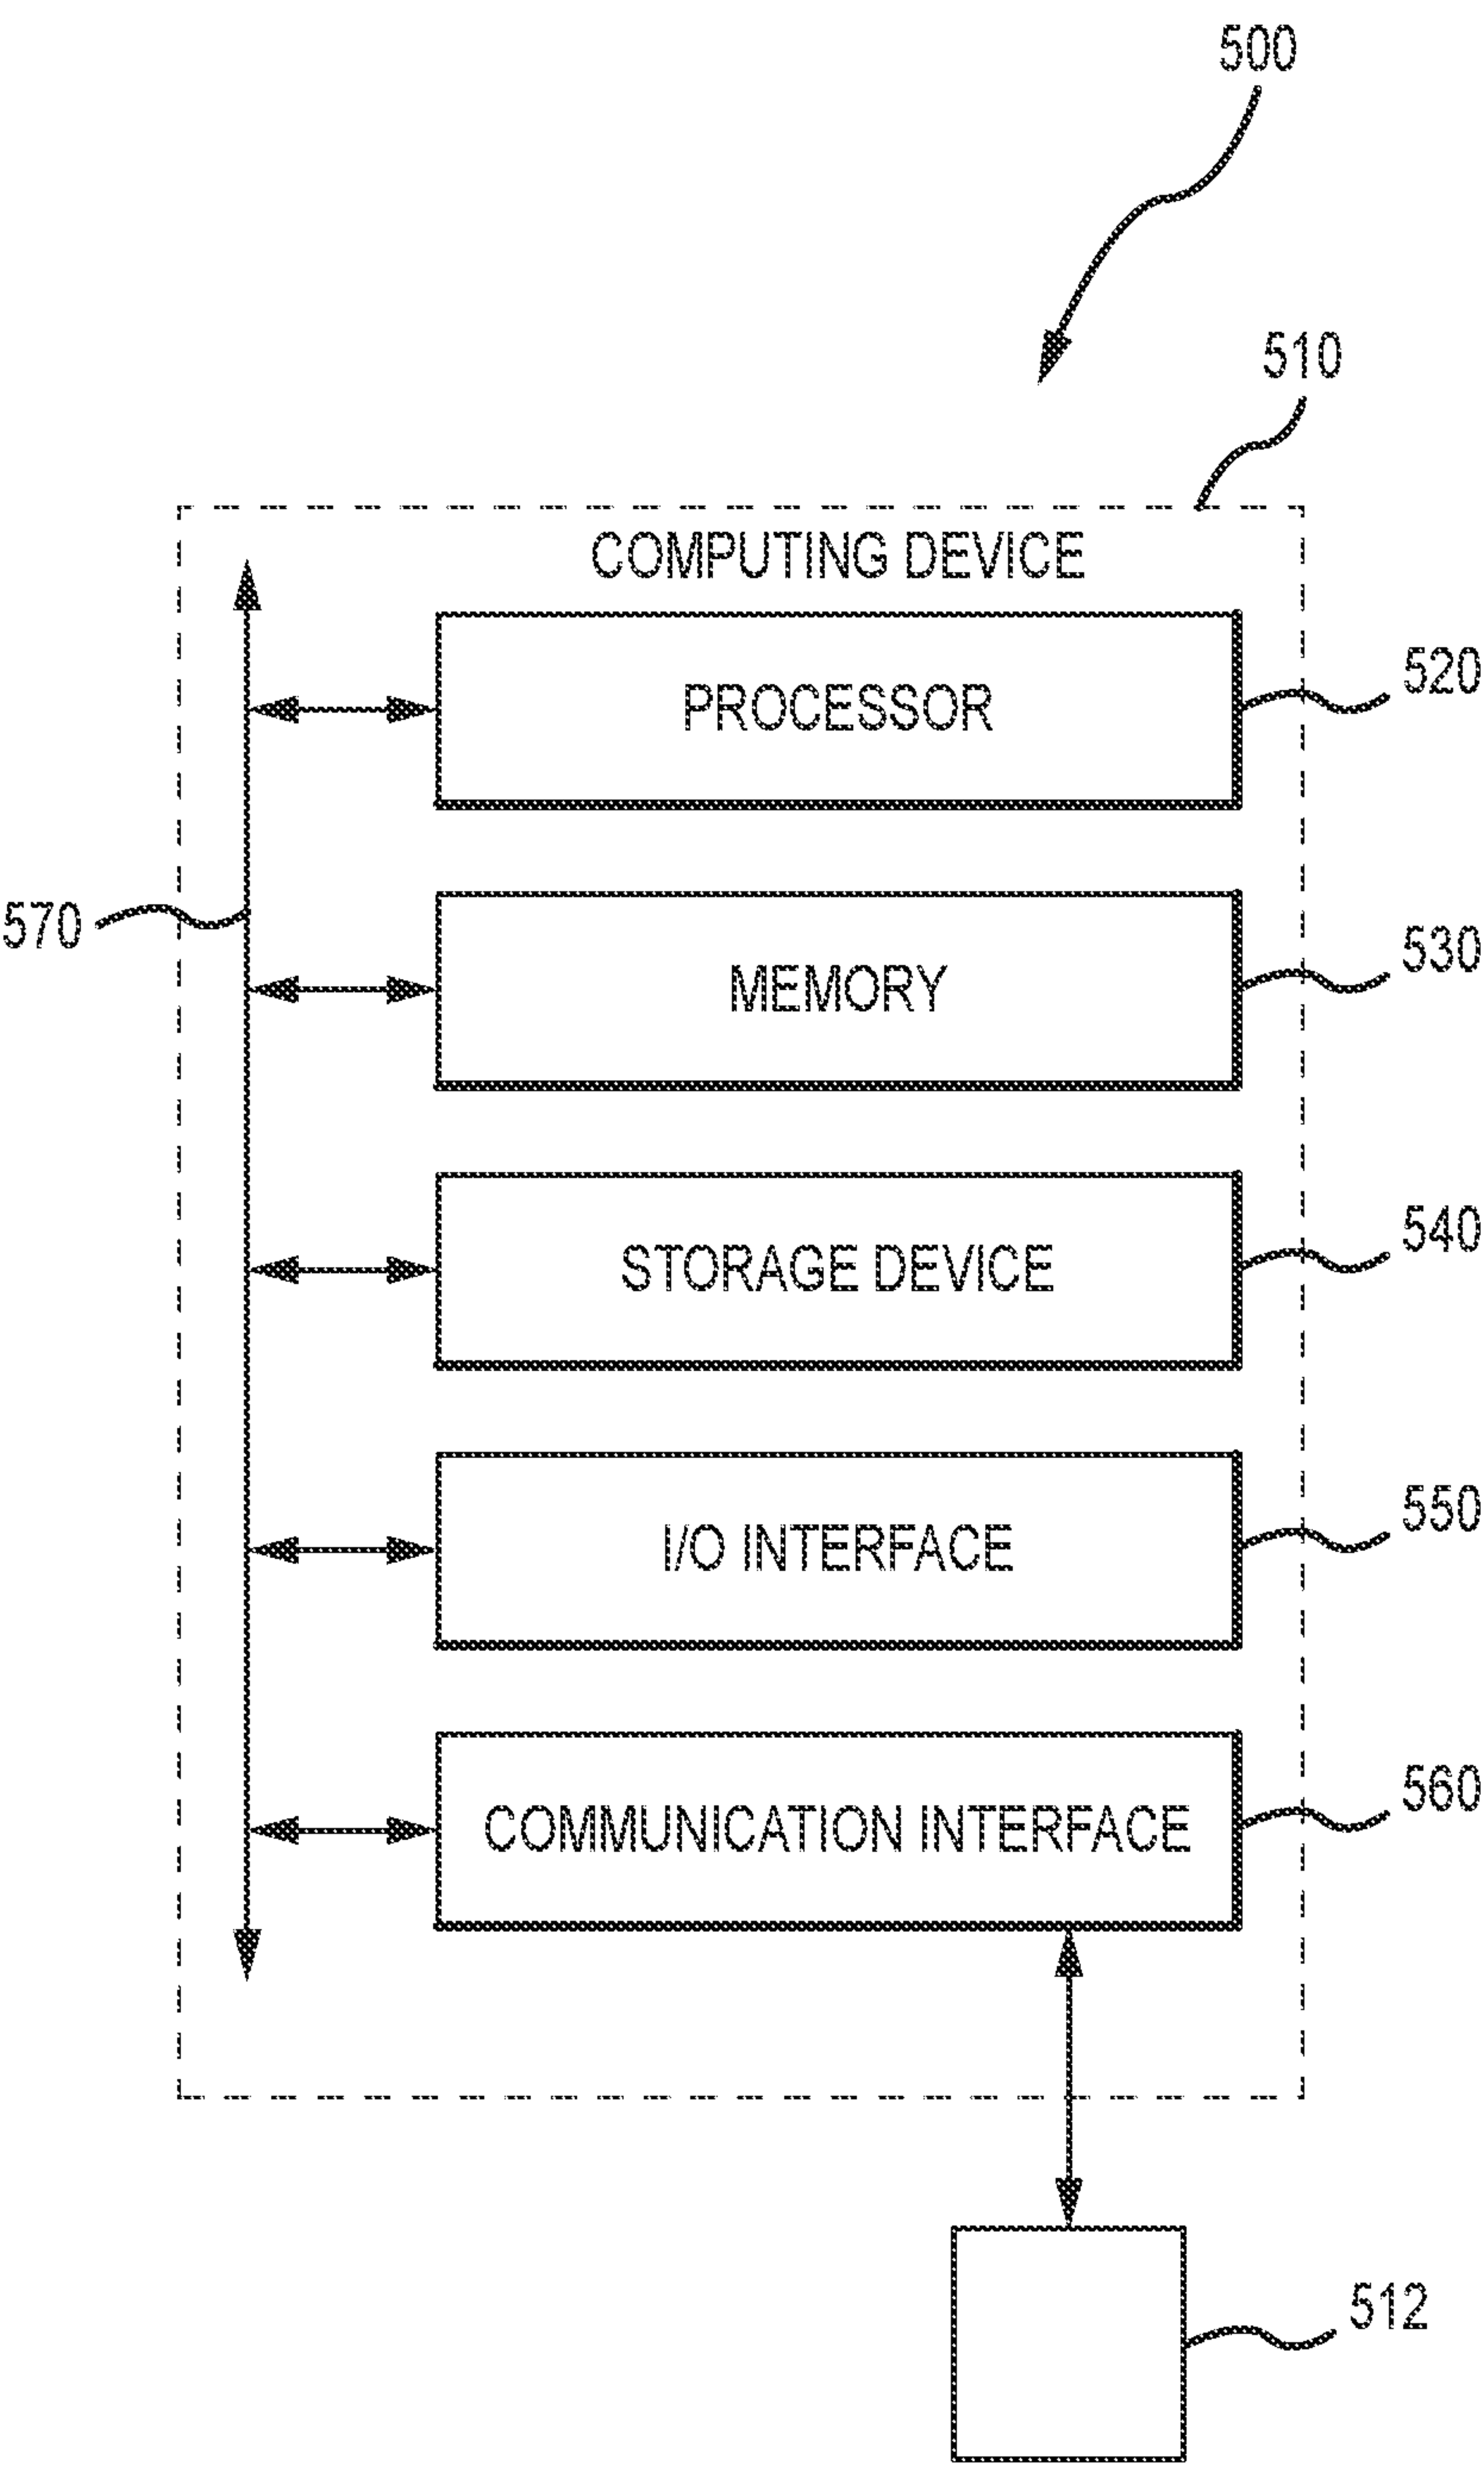 500
510
COMPUTING DEVICE
PROCESSOR
520
570
MEMORY
530
STORAGE DEVICE
540
I/O INTERFACE
550
COMMUNICATION INTERFACE
560
512